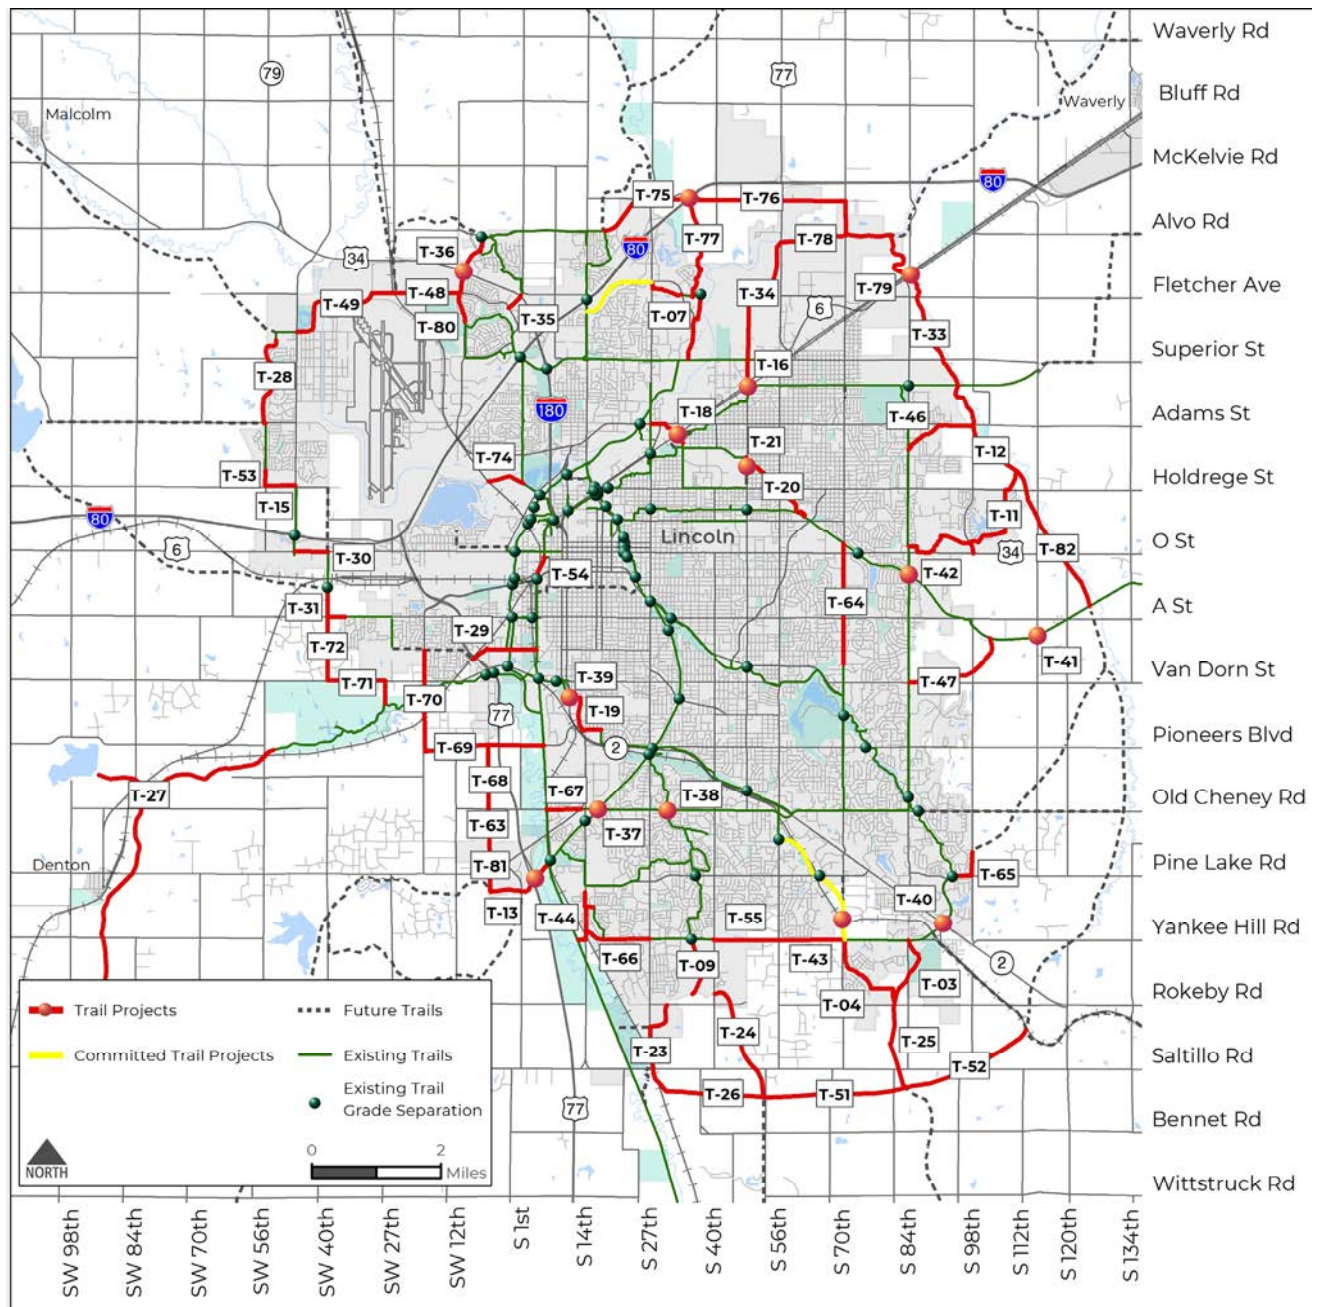 Waverly Rd
79
77
Bluff Rd
Malcolm
Waverly
McKelvie Rd
80
T-75
T-76
Alvo Rd
T-36
34
80
T-77
T-78
Fletcher Ave
T-48
T-49
T-34
T-79
T-80
T-35
T-07
6
T-33
Superior St
T-28
T-16
180
T-18
T-46
Adams St
T-21
T-12
T-74
T-53
T-20
Holdrege St
T-15
T-11
80
6
Lincoln
O St
T-30
34
T-82
T-54
T-42
T-31
T-64
A St
T-29
T-72
T-41
Van Dorn St
T-71
T-39
T-47
T-70
T-19
77
T-69
2
Pioneers Blvd
T-68
T-67
T-27
T-38
Old Cheney Rd
T-63
T-37
Denton
T-81
Pine Lake Rd
T-65
T-40
T-13
T-44
T-55
Yankee Hill Rd
T-66
T-09
T-43
2
T-03
Rokeby Rd
T-04
Trail Projects
Future Trails
T-24
T-25
T-23
Committed Trail Projects
Existing Trails
Saltillo Rd
T-52
Existing Trail
Grade Separation
T-26
T-51
77
Bennet Rd
0
2
NORTH
Miles
Wittstruck Rd
SW 98th
SW 84th
SW 70th
SW 56th
SW 40th
SW 27th
SW 12th
S 1st
S 14th
S 27th
S 40th
S 56th
S 70th
S 84th
S 98th
S 112th
S 120th
S 134th